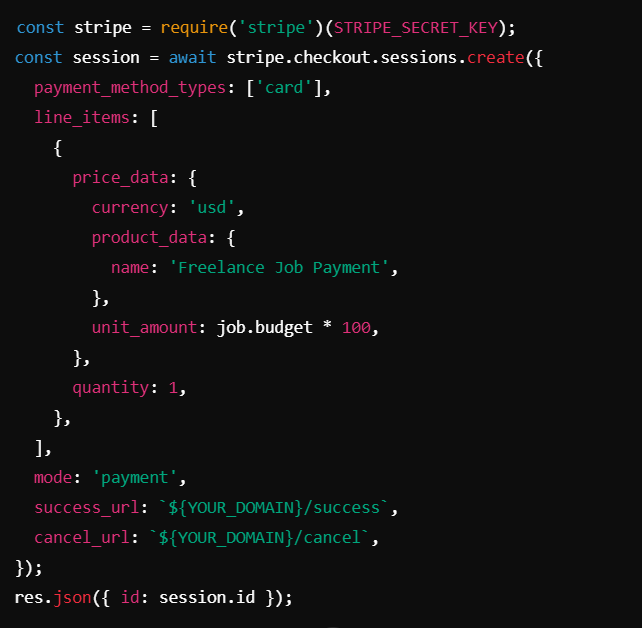 const stripe = require('stripe')(STRIPE_SECRET_KEY);
const session = await stripe.checkout.sessions.create({
  payment_method_types: ['card'],
  line_items: [
    {
      price_data: {
        currency: 'usd',
        product_data: {
          name: 'Freelance Job Payment',
        },
        unit_amount: job.budget * 100,
      },
      quantity: 1,
    },
  ],
  mode: 'payment',
  success_url: `${YOUR_DOMAIN}/success`,
  cancel_url: `${YOUR_DOMAIN}/cancel`,
});
res.json({ id: session.id });